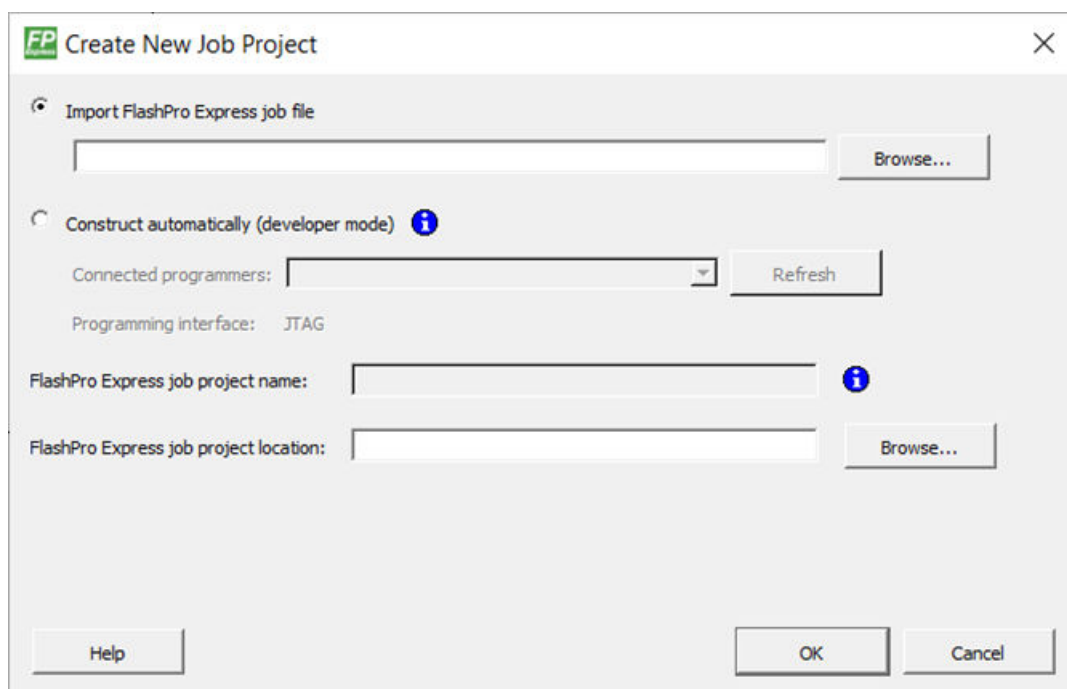 FP Express Create New Job Project
Import FlashPro Express job file
Browse...
Construct automatically (developer mode) i
Connected programmers: Refresh
Programming interface: JTAG
FlashPro Express job project name: i
FlashPro Express job project location: Browse...
Help OK Cancel